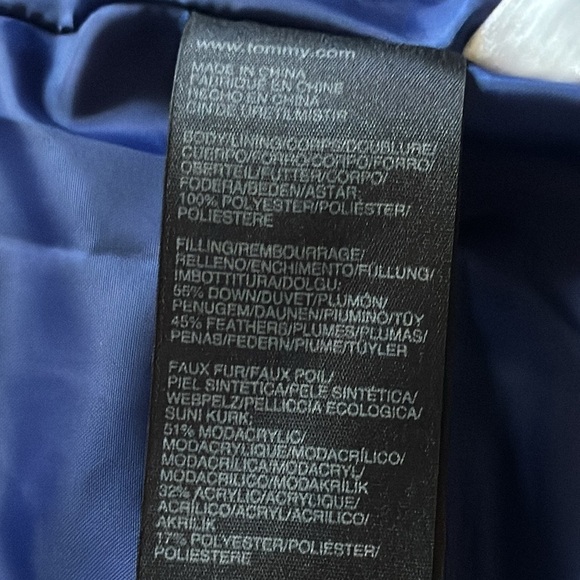 www.tommy.com
MADE IN CHINA
FABRIQUÉ EN CHINE
HECHO EN CHINA
ÇİN'DE ÜRETİLMİŞTİR
BODY/LINING/CORPS/DOUBLURE/
CUERPO/FORRO/CORPO/FORRO/
OBERTEIL/FUTTER/CORPO/
FODERA/BEDEN/ASTAR:
100% POLYESTER/POLIÉSTER/
POLIESTERE
FILLING/REMBOURRAGE/
RELLENO/ENCHIMENTO/FÜLLUNG/
IMBOTTITURA/DOLGU:
55% DOWN/DUVET/PLUMÓN/
PENUGEM/DAUNEN/PIUMINO/TÜY
45% FEATHERS/PLUMES/PLUMAS/
PENAS/FEDERN/PIUME/TÜYLER
FAUX FUR/FAUX POIL/
PIEL SINTÉTICA/PELE SINTÉTICA/
WEBPELZ/PELLICCIA ECOLOGICA/
SUNI KÜRK:
51% MODACRYLIC/
MODACRYLIQUE/MODACRÍLICO/
MODACRÍLICA/MODACRYL/
MODACRILICO/MODAKRİLİK
32% ACRYLIC/ACRYLIQUE/
ACRÍLICO/ACRYL/ACRILICO/
AKRİLİK
17% POLYESTER/POLIÉSTER/
POLIESTERE